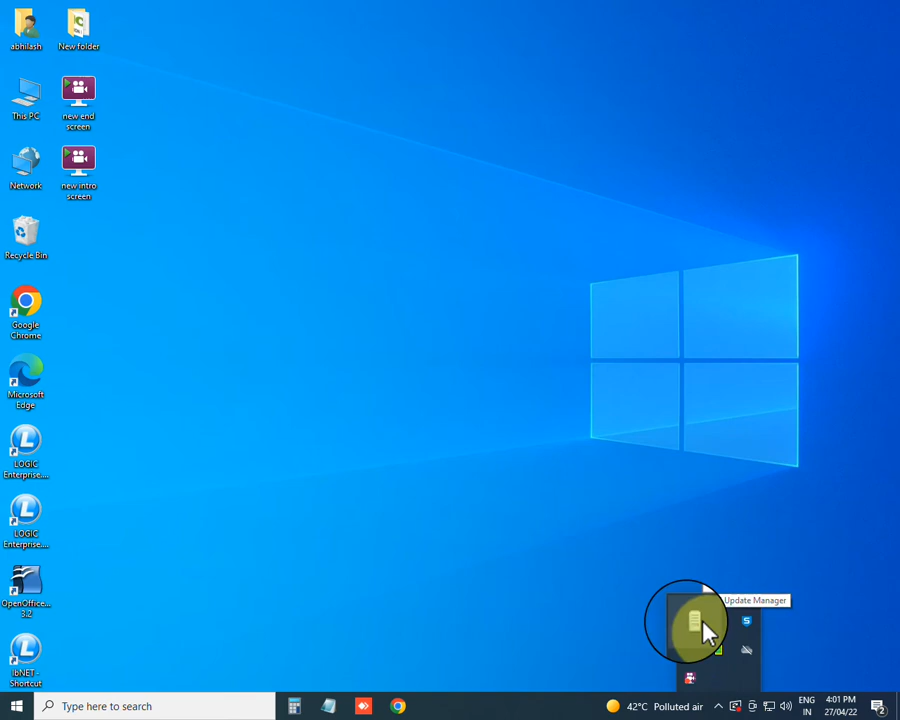 abhilash
New folder
This PC
new end
screen
Network
new intro
screen
Recycle Bin
Google
Chrome
Microsoft
Edge
LOGIC
Enterprise....
LOGIC
Enterprise....
OpenOffice...
3.2
ibNET -
Shortcut
Update Manager
Type here to search
42°C Polluted air
ENG
IN
4:01 PM
27/04/22
2